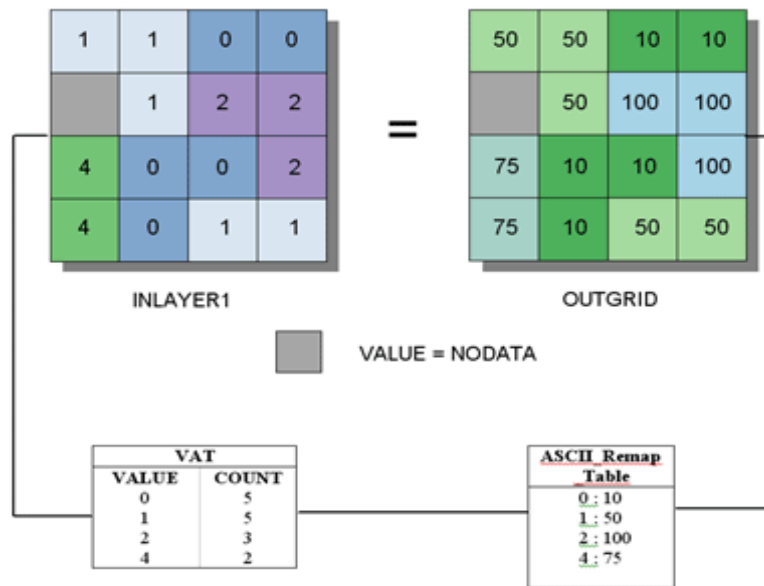 1 1 0 0
1 2 2
4 0 0 2
4 0 1 1
INLAYER1
=
50 50 10 10
50 100 100
75 10 10 100
75 10 50 50
OUTGRID
VALUE = NODATA
VAT
VALUE COUNT
0 5
1 5
2 3
4 2
ASCII_Remap
_Table
0 : 10
1 : 50
2 : 100
4 : 75